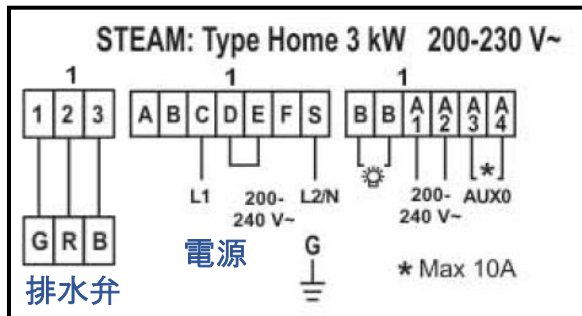 STEAM: Type Home 3 kW 200-230 V~
1 1 1
1 2 3 A B C D E F S B B A1 A2 A3 A4
L1 200-240 V~ L2/N 200-240 V~ * AUX0
G R B 電源 G * Max 10A
排水弁